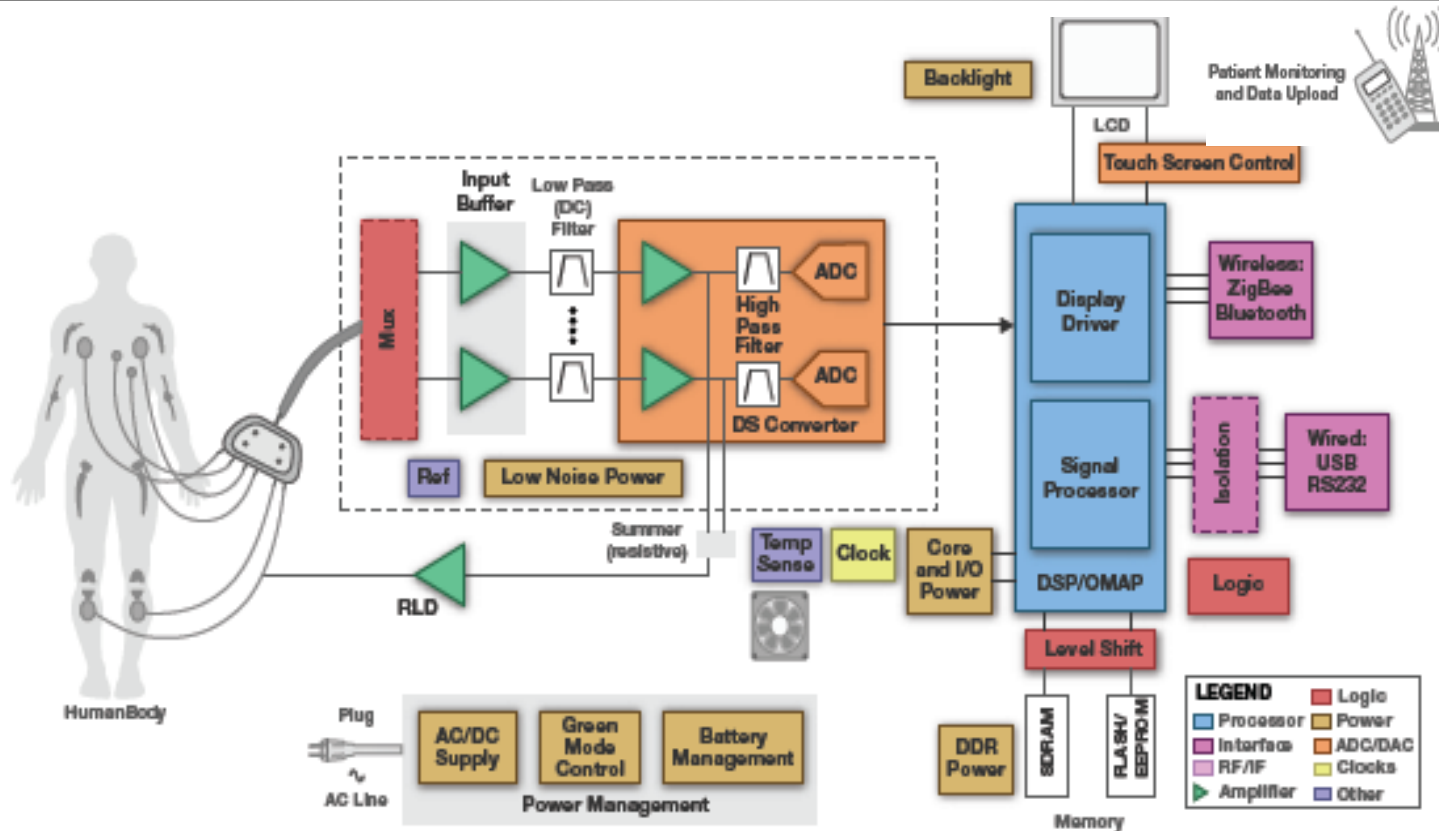 Backlight
LCD
Patient Monitoring
and Data Upload
Touch Screen Control
Input
Buffer
Low Pass
(DC)
Filter
Mux
ADC
High
Pass
Filter
ADC
DS Converter
Ref
Low Noise Power
Display
Driver
Wireless:
ZigBee
Bluetooth
Signal
Processor
Isolation
Wired:
USB
RS232
DSP/OMAP
Logic
Summer
(resistive)
Temp
Sense
Clock
Core
and I/O
Power
RLD
Level Shift
HumanBody
Plug
AC Line
AC/DC
Supply
Green
Mode
Control
Battery
Management
Power Management
DDR
Power
SDRAM
FLASH/
EEPROM
Memory
LEGEND
Logic
Processor
Power
Interface
ADC/DAC
RF/IF
Clocks
Amplifier
Other